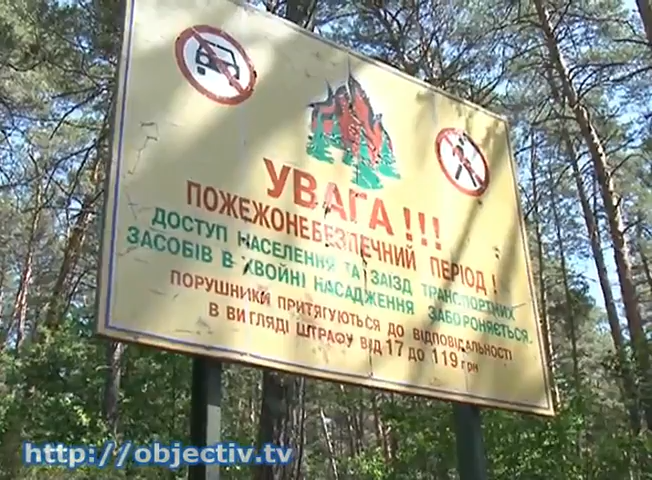 УВАГА !!!
ПОЖЕЖОНЕБЕЗПЕЧНИЙ ПЕРІОД !
ДОСТУП НАСЕЛЕННЯ ТА ЗАЇЗД ТРАНСПОРТНИХ
ЗАСОБІВ В ХВОЙНІ НАСАДЖЕННЯ ЗАБОРОНЯЄТЬСЯ.
ПОРУШНИКИ ПРИТЯГУЮТЬСЯ ДО ВІДПОВІДАЛЬНОСТІ
В ВИГЛЯДІ ШТРАФУ ВІД 17 ДО 119 ГРН
http://objectiv.tv